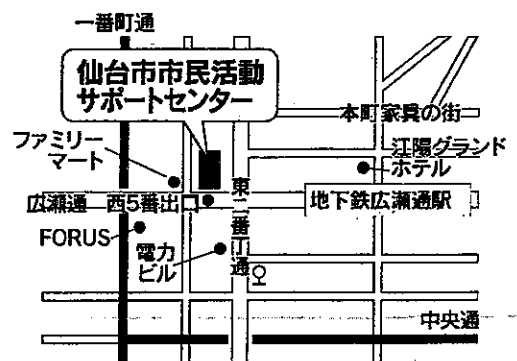 一番町通
仙台市市民活動
サポートセンター
本町家具の街
ファミリー
マート
江陽グランド
ホテル
広瀬通
西5番出口
東二番丁通
地下鉄広瀬通駅
FORUS
電力
ビル
中央通